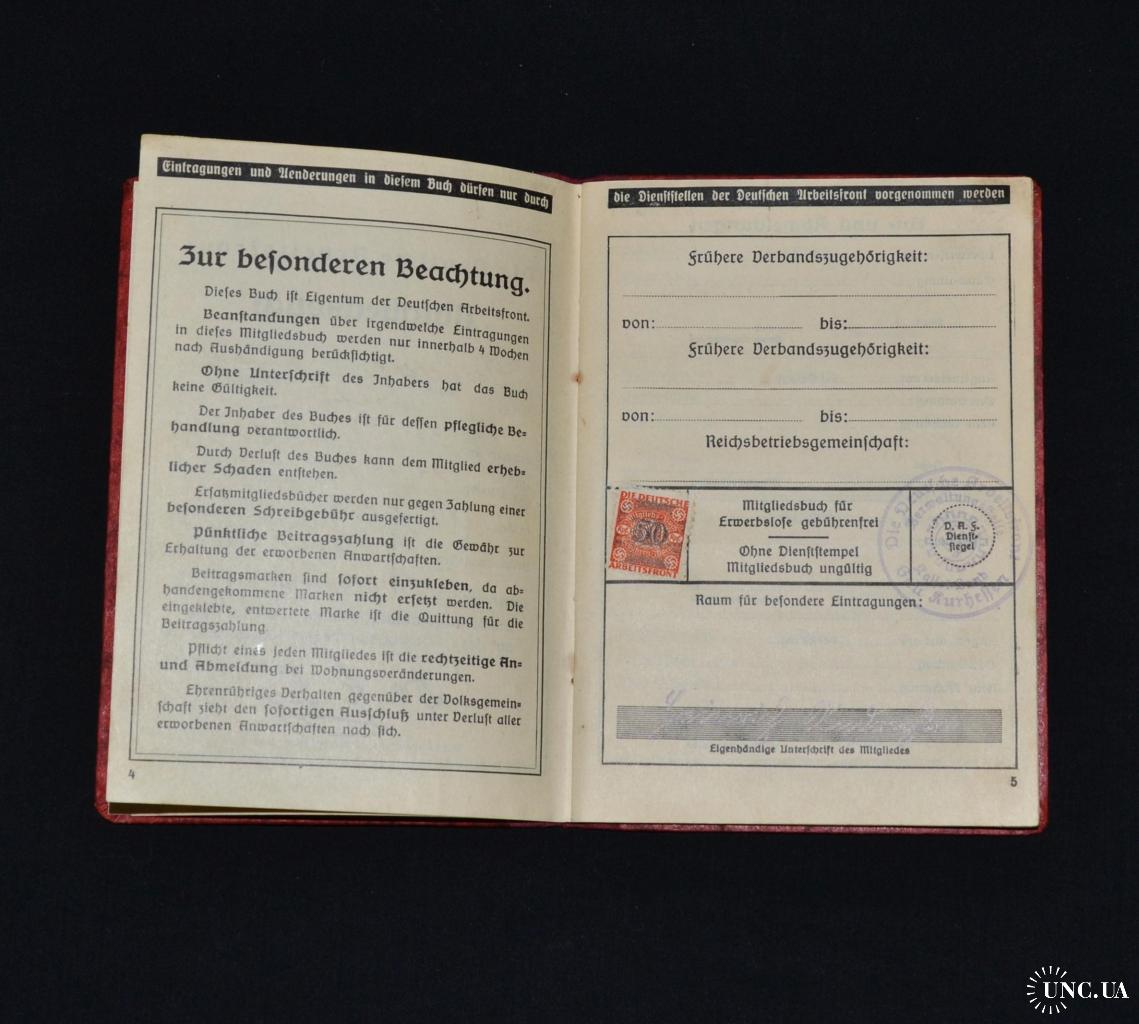 Eintragungen und Aenderungen in diesem Buch dürfen nur durch
Zur besonderen Beachtung.
Dieses Buch ist Eigentum der Deutschen Arbeitsfront.
Beanstandungen über irgendwelche Eintragungen
in dieses Mitgliedsbuch werden nur innerhalb 4 Wochen
nach Aushändigung berücksichtigt.
Ohne Unterschrift des Inhabers hat das Buch
keine Gültigkeit.
Der Inhaber des Buches ist für dessen pflegliche Be-
handlung verantwortlich.
Durch Verlust des Buches kann dem Mitglied erheb-
licher Schaden entstehen.
Ersatzmitgliedsbücher werden nur gegen Zahlung einer
besonderen Schreibgebühr ausgefertigt.
Pünktliche Beitragszahlung ist die Gewähr zur
Erhaltung der erworbenen Anwartschaften.
Beitragsmarken sind sofort einzukleben, da ab-
handengekommene Marken nicht ersetzt werden. Die
eingeklebte, entwertete Marke ist die Quittung für die
Beitragszahlung.
Pflicht eines jeden Mitgliedes ist die rechtzeitige An-
und Abmeldung bei Wohnungsveränderungen.
Ehrenrühriges Verhalten gegenüber der Volksgemein-
schaft zieht den sofortigen Ausschluß unter Verlust aller
erworbenen Anwartschaften nach sich.
4
die Dienststellen der Deutschen Arbeitsfront vorgenommen werden
Frühere Verbandszugehörigkeit:
von: bis:
Frühere Verbandszugehörigkeit:
von: bis:
Reichsbetriebsgemeinschaft:
DIE DEUTSCHE
50
ARBEITSFRONT
Mitgliedsbuch für
Erwerbslose gebührenfrei
Ohne Dienststempel
Mitgliedsbuch ungültig
D. A. F.
Dienst-
siegel
Die Deutsche Arbeitsfront
Verwaltung
Gau Kurhessen
Raum für besondere Eintragungen:
Eigenhändige Unterschrift des Mitgliedes
5
UNC.UA